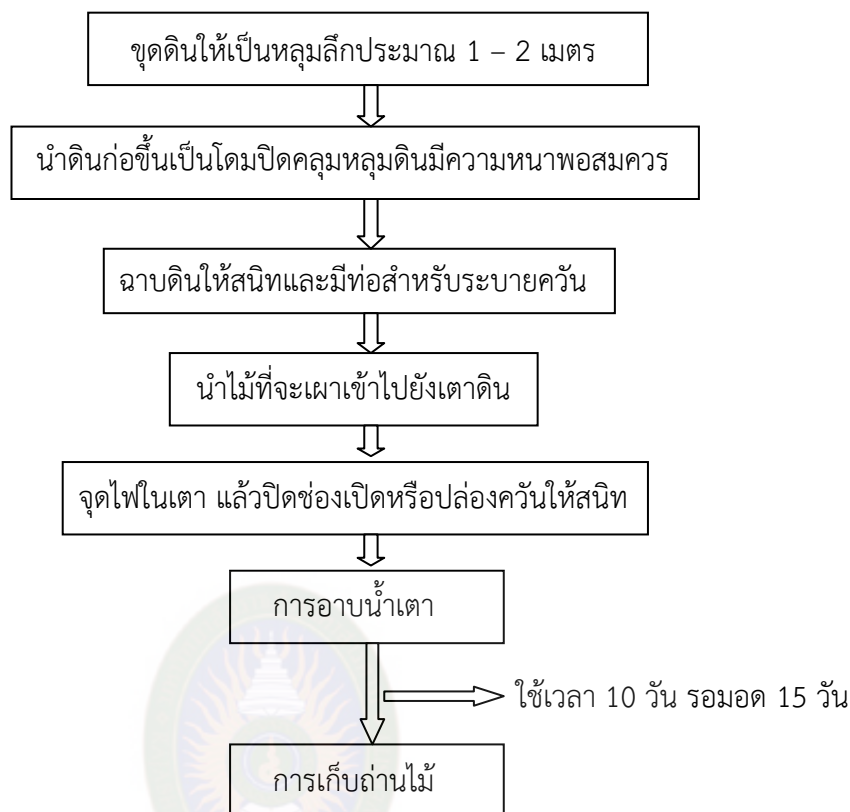 ขุดดินให้เป็นหลุมลึกประมาณ 1 – 2 เมตร
นำดินก่อขึ้นเป็นโดมปิดคลุมหลุมดินมีความหนาพอสมควร
ฉาบดินให้สนิทและมีท่อสำหรับระบายควัน
นำไม้ที่จะเผาเข้าไปยังเตาดิน
จุดไฟในเตา แล้วปิดช่องเปิดหรือปล่องควันให้สนิท
การอาบน้ำเตา
ใช้เวลา 10 วัน รอมอด 15 วัน
การเก็บถ่านไม้